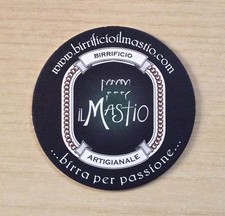 www.birrificioilmastio.com
BIRRIFICIO
iL MASTiO
ARTIGIANALE
...birra per passione...